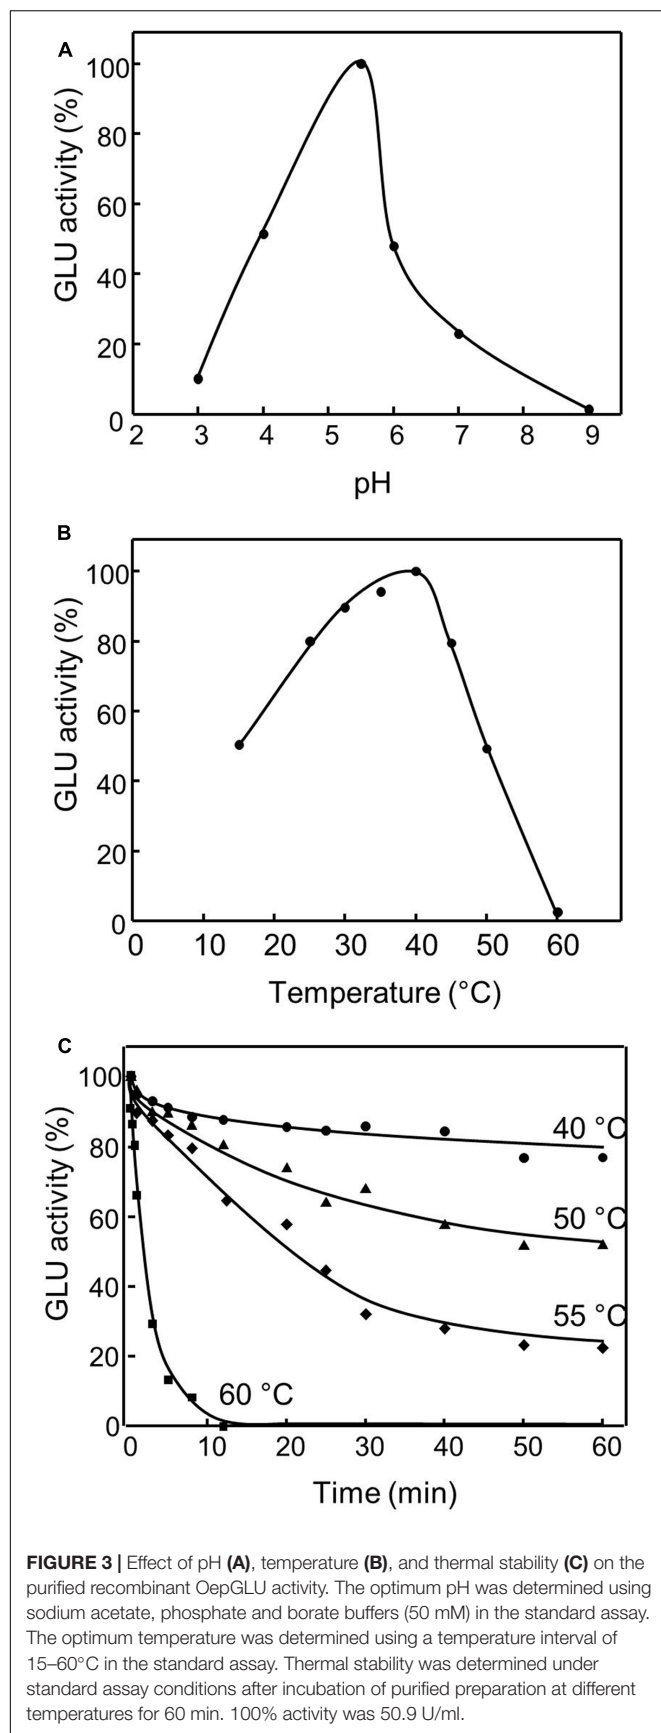 A
GLU activity (%)
100
80
60
40
20
0
2 3 4 5 6 7 8 9
pH
B
GLU activity (%)
100
80
60
40
20
0
0 10 20 30 40 50 60
Temperature (°C)
C
GLU activity (%)
100
80
60
40
20
0
40 °C
50 °C
55 °C
60 °C
0 10 20 30 40 50 60
Time (min)
FIGURE 3 | Effect of pH (A), temperature (B), and thermal stability (C) on the
purified recombinant OepGLU activity. The optimum pH was determined using
sodium acetate, phosphate and borate buffers (50 mM) in the standard assay.
The optimum temperature was determined using a temperature interval of
15–60°C in the standard assay. Thermal stability was determined under
standard assay conditions after incubation of purified preparation at different
temperatures for 60 min. 100% activity was 50.9 U/ml.